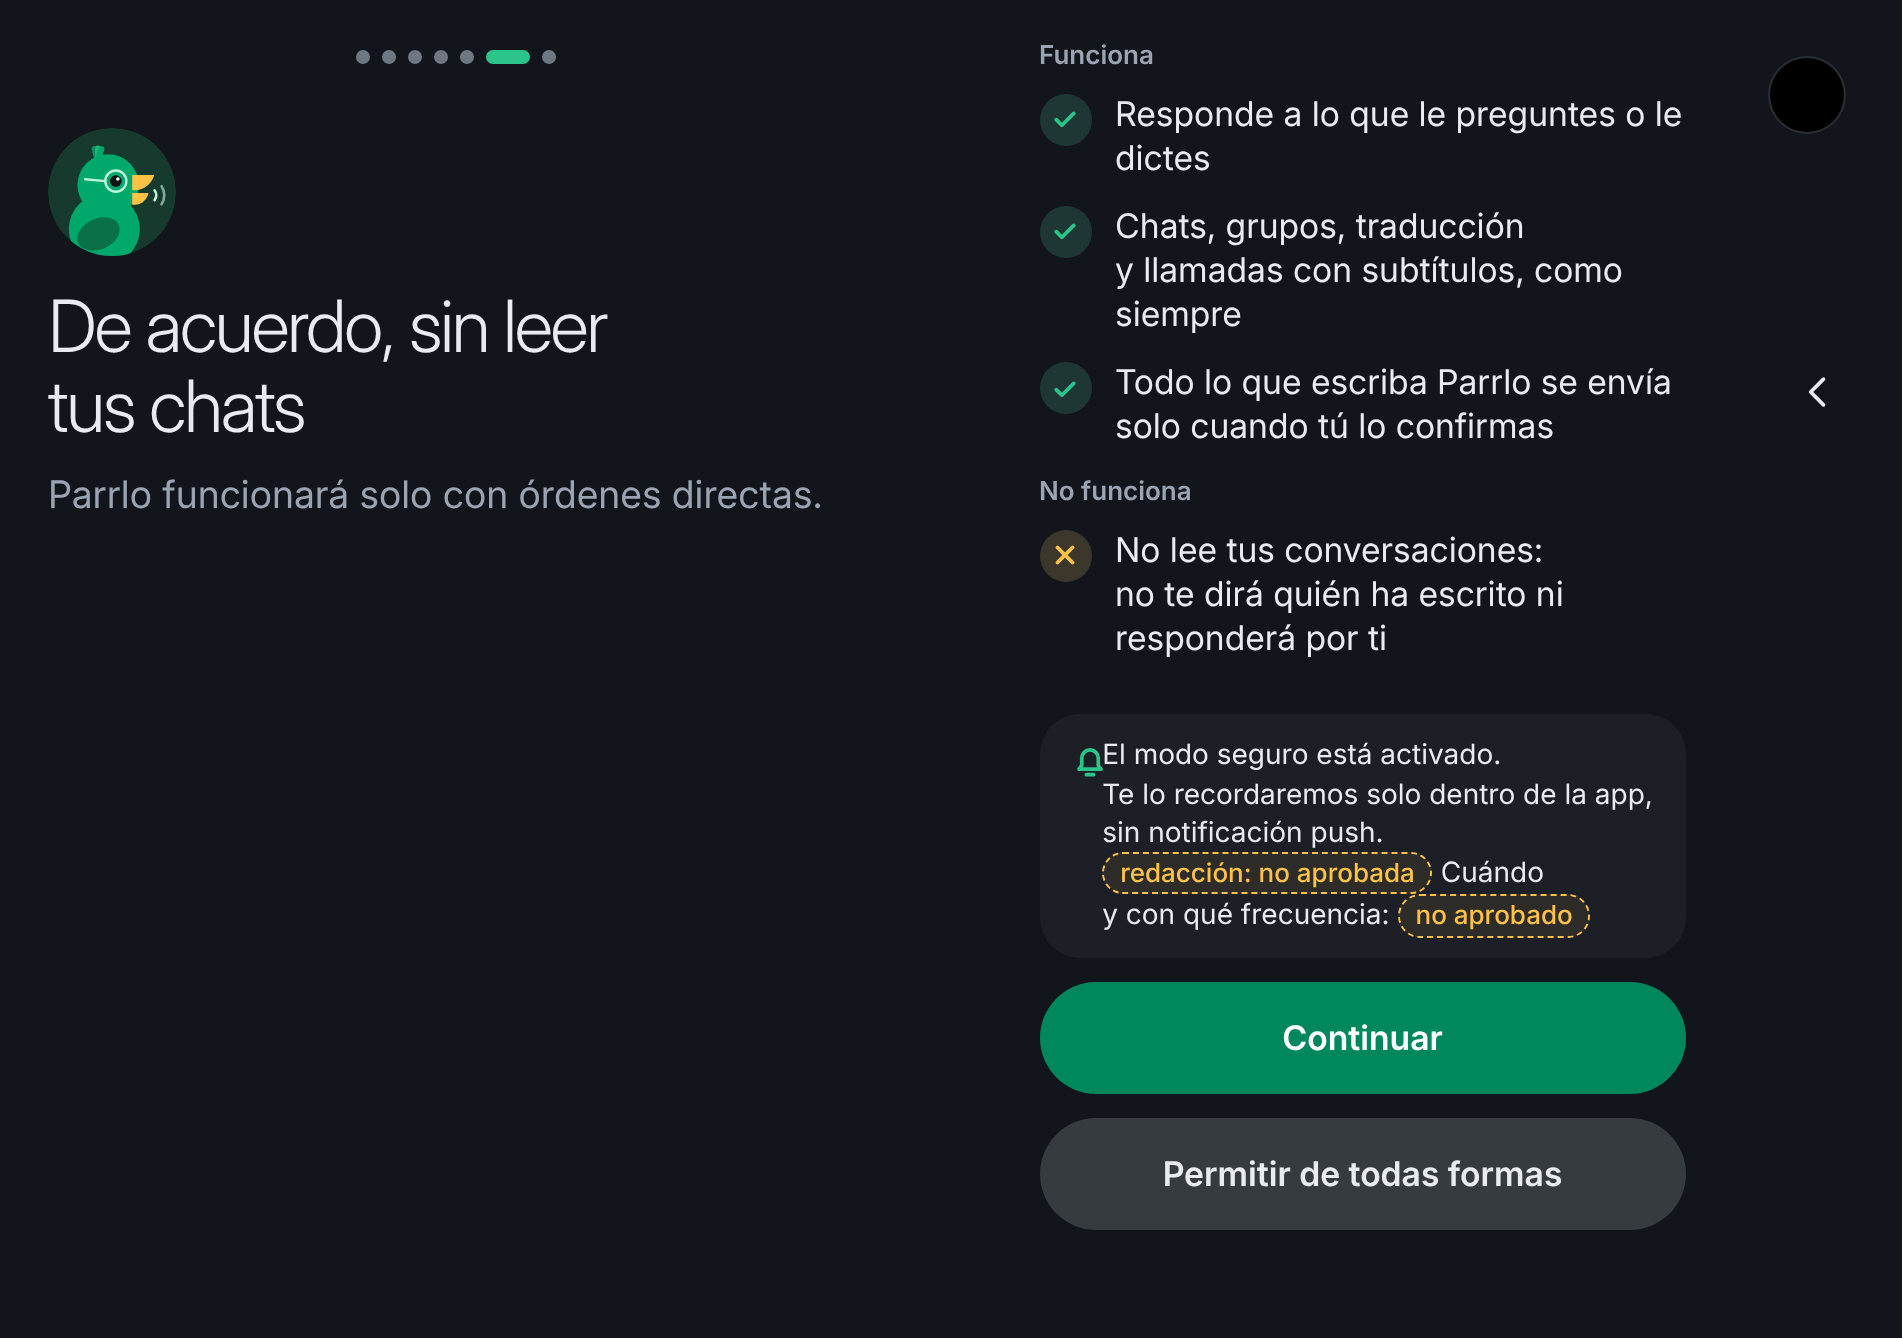 De acuerdo, sin leer
tus chats
Parrlo funcionará solo con órdenes directas.
Funciona
Responde a lo que le preguntes o le
dictes
Chats, grupos, traducción
y llamadas con subtítulos, como
siempre
Todo lo que escriba Parrlo se envía
solo cuando tú lo confirmas
No funciona
No lee tus conversaciones:
no te dirá quién ha escrito ni
responderá por ti
El modo seguro está activado.
Te lo recordaremos solo dentro de la app,
sin notificación push.
redacción: no aprobada Cuándo
y con qué frecuencia: no aprobado
Continuar
Permitir de todas formas